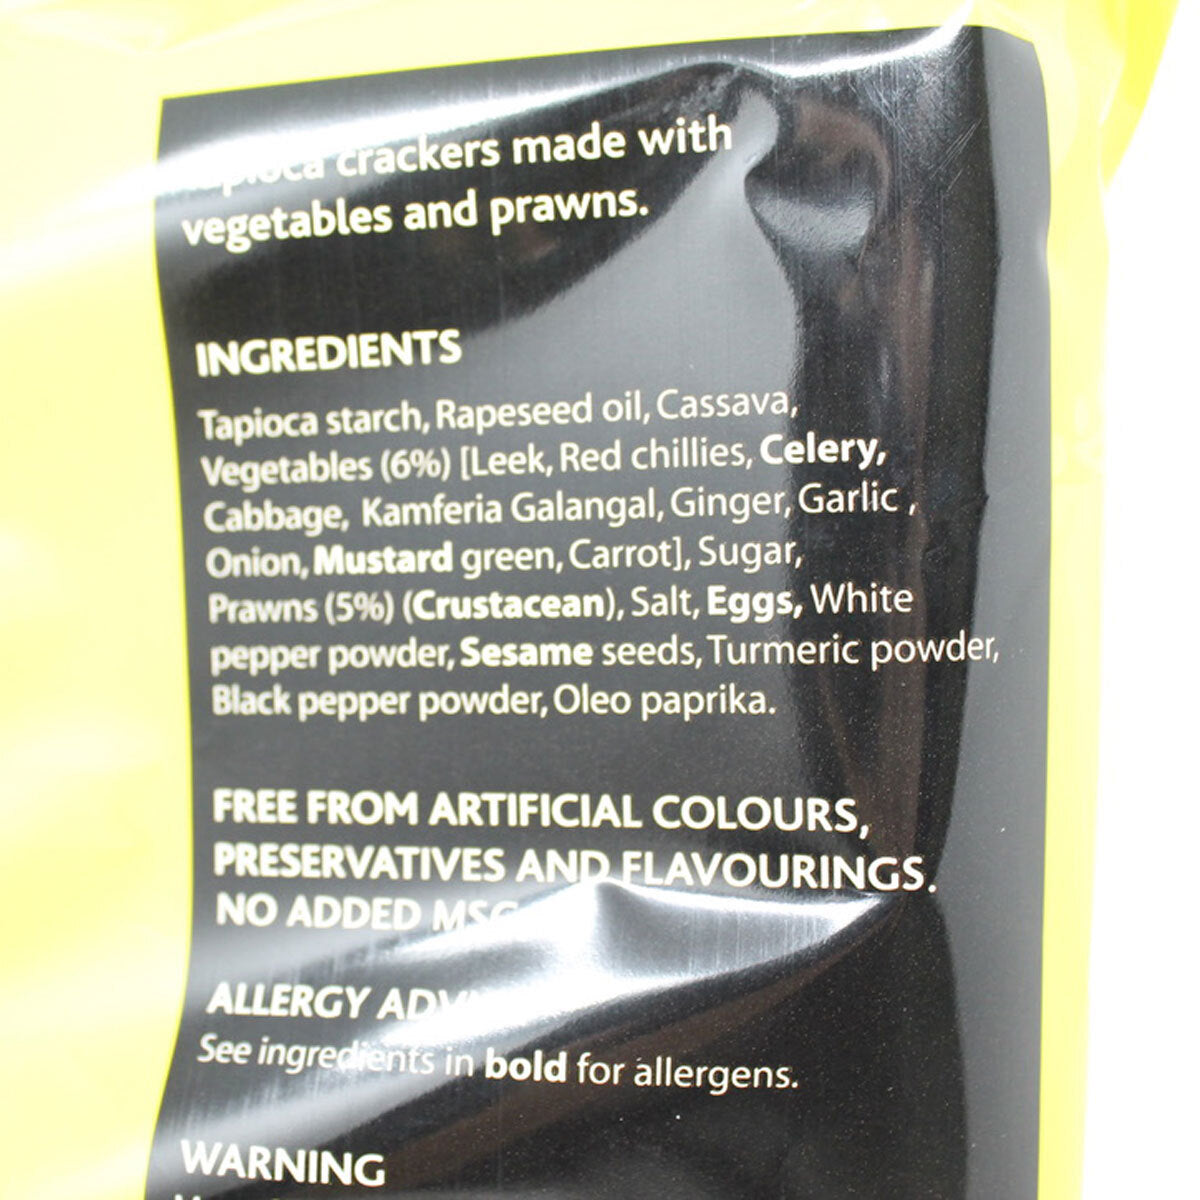 Tapioca crackers made with
vegetables and prawns.
INGREDIENTS
Tapioca starch, Rapeseed oil, Cassava,
Vegetables (6%) [Leek, Red chillies, Celery,
Cabbage, Kamferia Galangal, Ginger, Garlic ,
Onion, Mustard green, Carrot], Sugar,
Prawns (5%) (Crustacean), Salt, Eggs, White
pepper powder, Sesame seeds, Turmeric powder,
Black pepper powder, Oleo paprika.
FREE FROM ARTIFICIAL COLOURS,
PRESERVATIVES AND FLAVOURINGS.
NO ADDED MSG
ALLERGY
See ingredients in bold for allergens.
WARNING